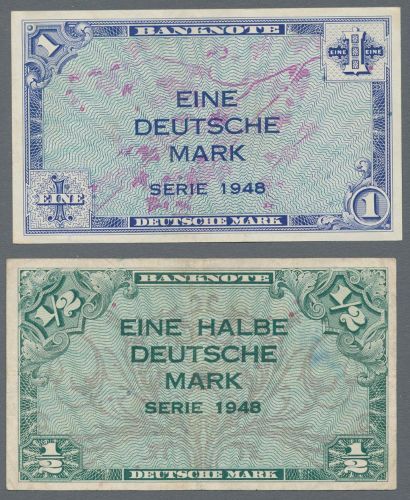 BANKNOTE
1
EINE EINE
EINE
DEUTSCHE
MARK
SERIE 1948
EINE
1
DEUTSCHE MARK
BANKNOTE
1/2
1/2
EINE HALBE
DEUTSCHE
MARK
SERIE 1948
1/2
1/2
DEUTSCHE MARK